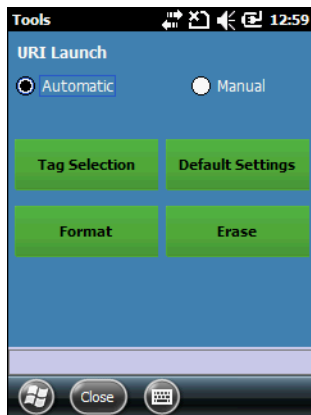 Tools 12:59
URI Launch
Automatic Manual
Tag Selection Default Settings
Format Erase
Close